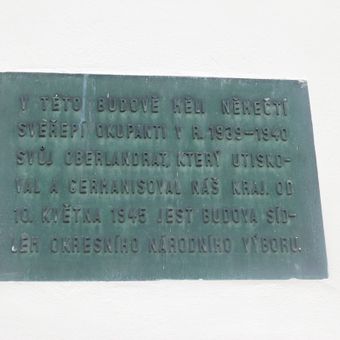 V TÉTO BUDOVĚ MĚLI NĚMEČTÍ
SVĚŘEPÍ OKUPANTI V R. 1939-1940
SVŮJ OBERLANDRAT, KTERÝ UTISKO-
VAL A GERMANISOVAL NÁŠ KRAJ. OD
10. KVĚTNA 1945 JEST BUDOVA SÍD-
LEM OKRESNÍHO NÁRODNÍHO VÝBORU.